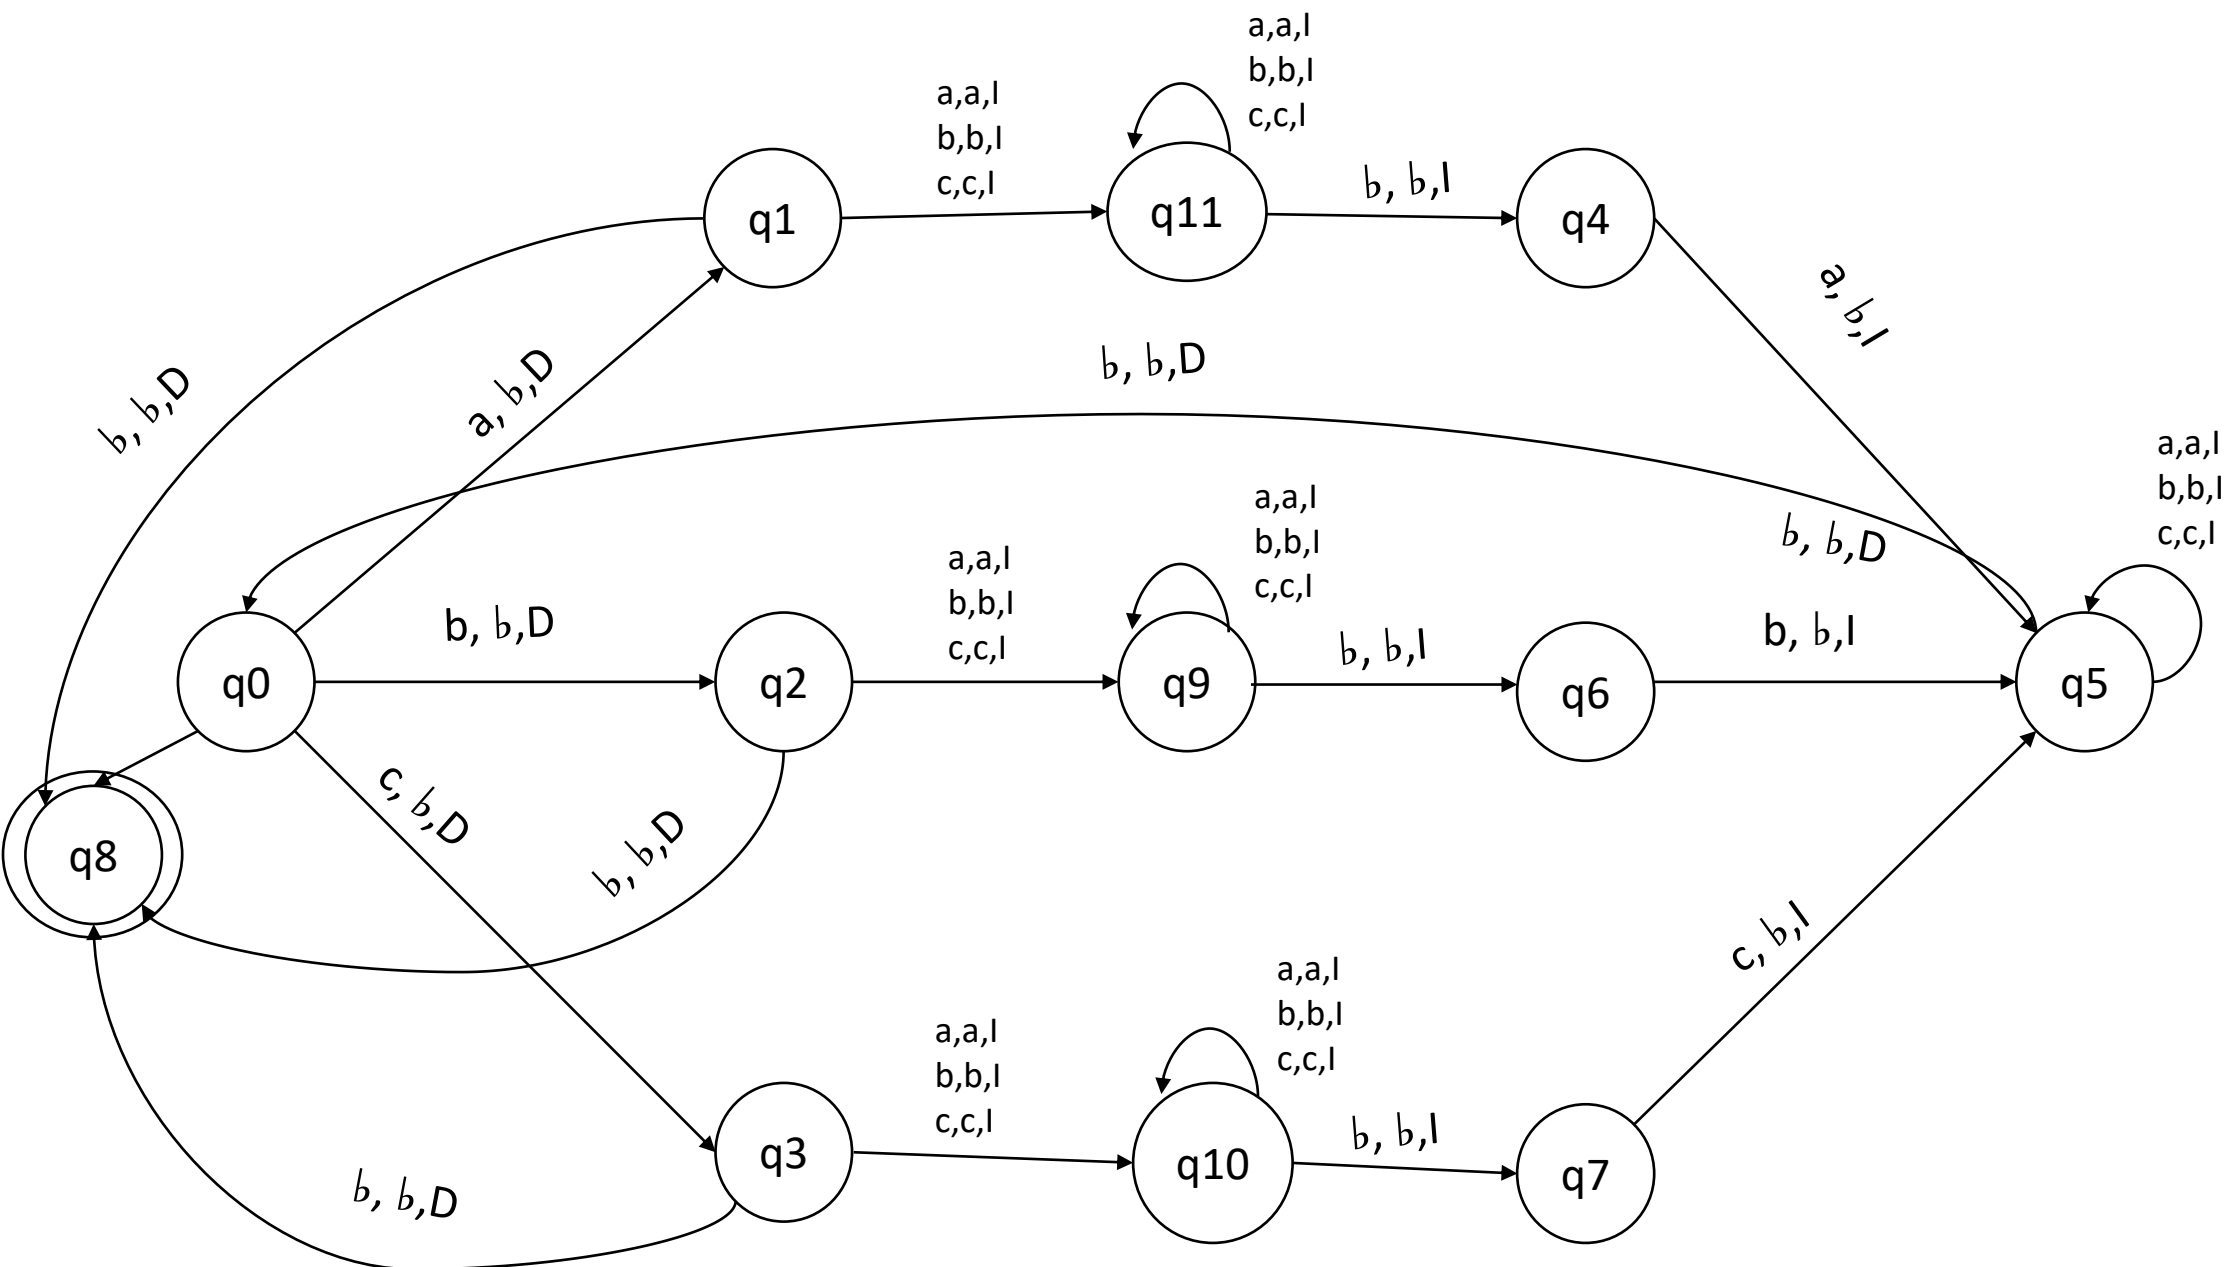 a,a,I
b,b,I
c,c,I
a,a,I
b,b,I
c,c,I
q1
q11
ƀ, ƀ,I
q4
a, ƀ,I
ƀ, ƀ,D
a, ƀ,D
ƀ, ƀ,D
a,a,I
b,b,I
c,c,I
a,a,I
b,b,I
c,c,I
ƀ, ƀ,D
a,a,I
b,b,I
c,c,I
q0
b, ƀ,D
q2
q9
ƀ, ƀ,I
q6
b, ƀ,I
q5
q8
c, ƀ,D
ƀ, ƀ,D
c, ƀ,I
a,a,I
b,b,I
c,c,I
a,a,I
b,b,I
c,c,I
ƀ, ƀ,D
q3
q10
ƀ, ƀ,I
q7